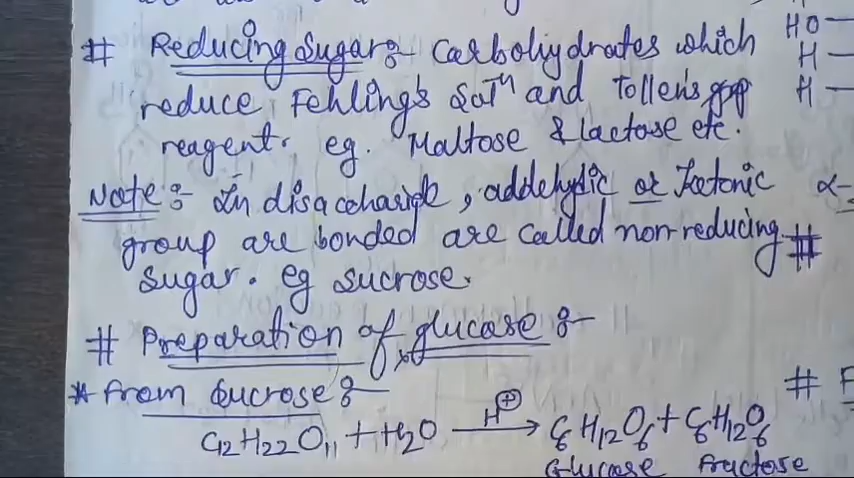 # Reducing Sugar :- Carbohydrates which
reduce Fehling's Solⁿ and Tollen's
reagent. eg. Maltose & lactose etc.
Note :- In disaccharide, addehydic or Ketonic
group are bonded are called non reducing
sugar. eg sucrose.
# Preparation of glucose :-
* from Sucrose :-
C₁₂H₂₂O₁₁ + H₂O —H⊕→ C₆H₁₂O₆ + C₆H₁₂O₆
Glucose Fructose
HO—
H—
H—
α-
#
# F